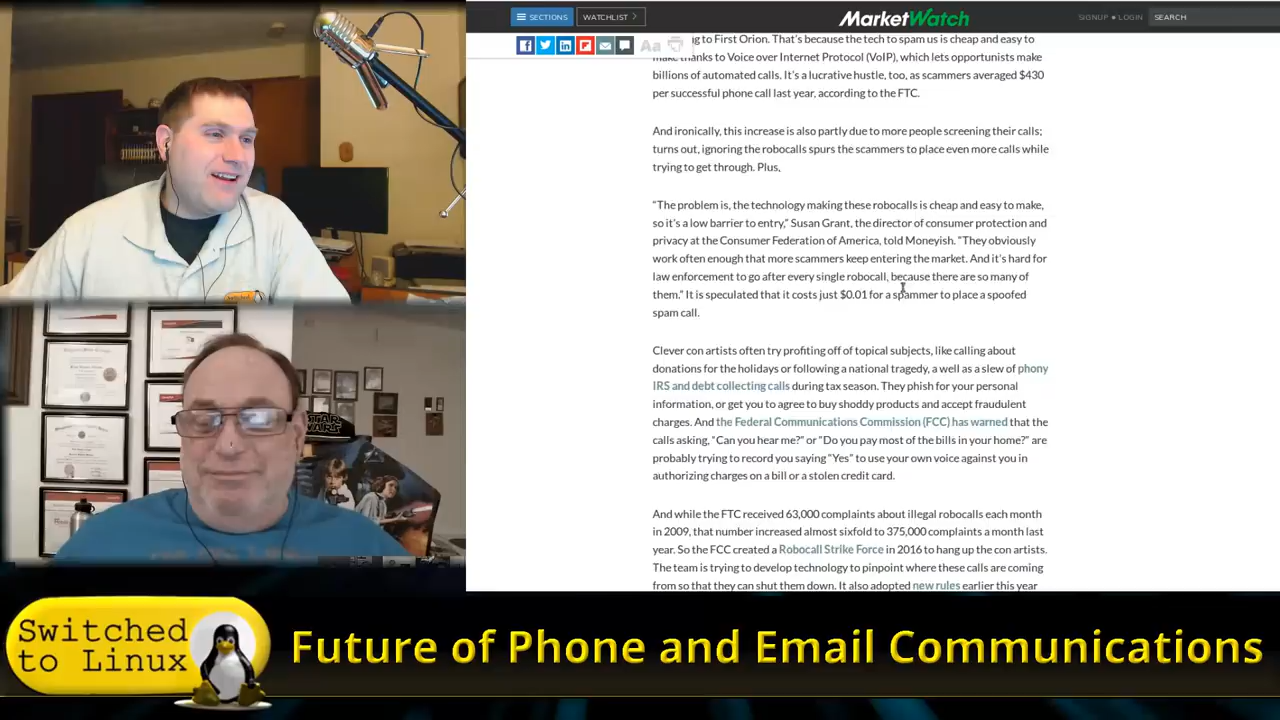 SECTIONS
WATCHLIST
MarketWatch
SIGNUP • LOGIN
SEARCH
Aa
to First Orion. That's because the tech to spam us is cheap and easy to
make thanks to Voice over Internet Protocol (VoIP), which lets opportunists make
billions of automated calls. It's a lucrative hustle, too, as scammers averaged $430
per successful phone call last year, according to the FTC.
And ironically, this increase is also partly due to more people screening their calls;
turns out, ignoring the robocalls spurs the scammers to place even more calls while
trying to get through. Plus,
“The problem is, the technology making these robocalls is cheap and easy to make,
so it's a low barrier to entry,” Susan Grant, the director of consumer protection and
privacy at the Consumer Federation of America, told Moneyish. “They obviously
work often enough that more scammers keep entering the market. And it's hard for
law enforcement to go after every single robocall, because there are so many of
them.” It is speculated that it costs just $0.01 for a spammer to place a spoofed
spam call.
Clever con artists often try profiting off of topical subjects, like calling about
donations for the holidays or following a national tragedy, a well as a slew of phony
IRS and debt collecting calls during tax season. They phish for your personal
information, or get you to agree to buy shoddy products and accept fraudulent
charges. And the Federal Communications Commission (FCC) has warned that the
calls asking, “Can you hear me?” or “Do you pay most of the bills in your home?” are
probably trying to record you saying “Yes” to use your own voice against you in
authorizing charges on a bill or a stolen credit card.
And while the FTC received 63,000 complaints about illegal robocalls each month
in 2009, that number increased almost sixfold to 375,000 complaints a month last
year. So the FCC created a Robocall Strike Force in 2016 to hang up the con artists.
The team is trying to develop technology to pinpoint where these calls are coming
from so that they can shut them down. It also adopted new rules earlier this year
STAR
WARS
Switched
to Linux
Future of Phone and Email Communications